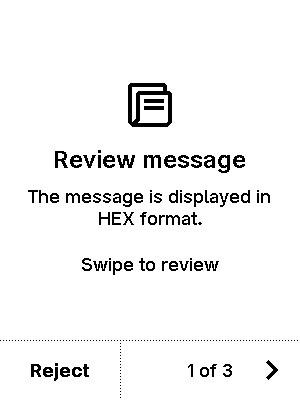 Review message
The message is displayed in
HEX format.
Swipe to review
Reject
1 of 3